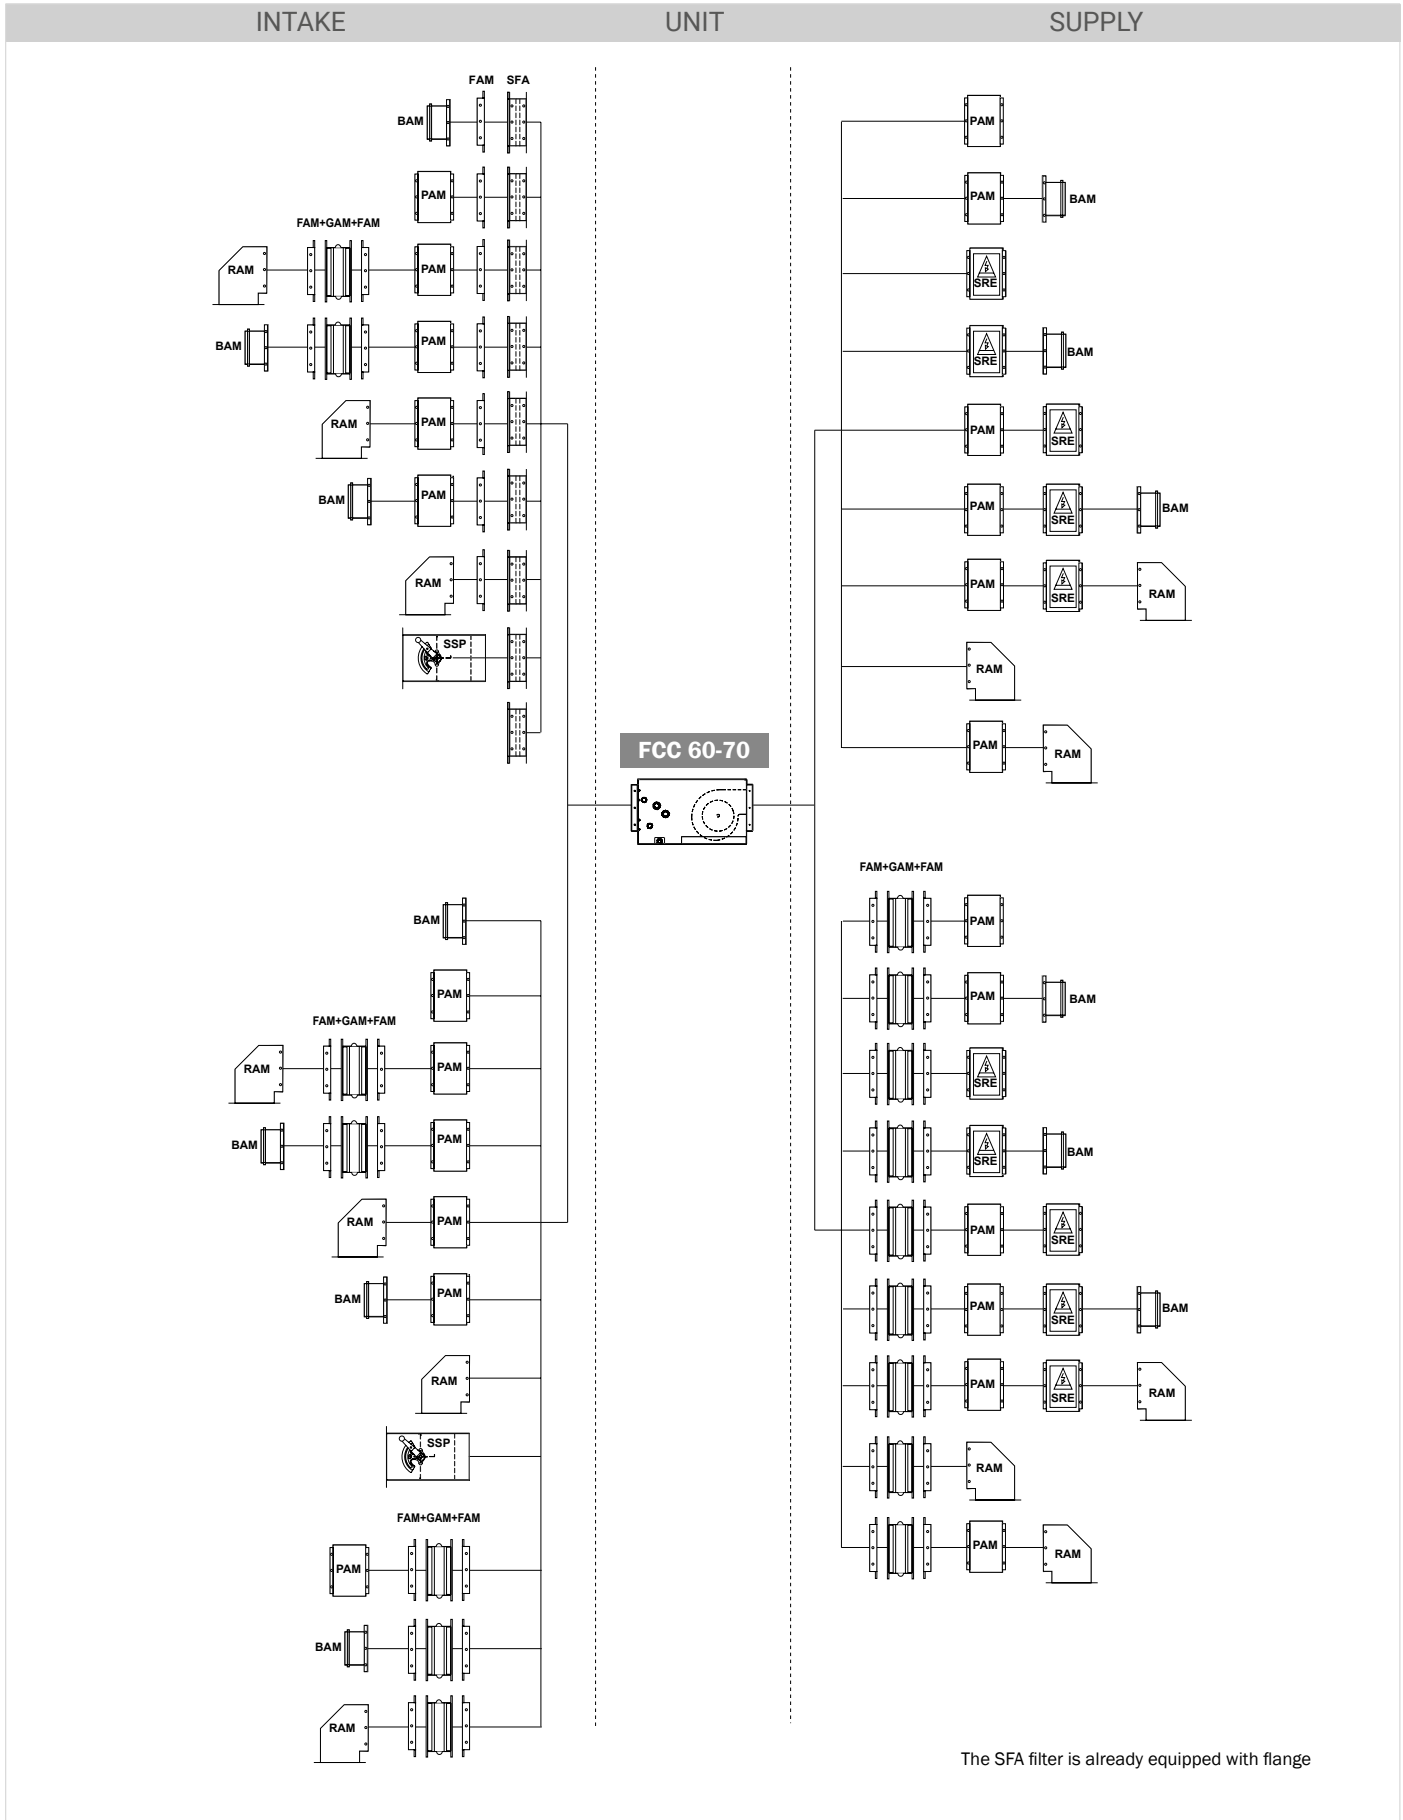 INTAKE UNIT SUPPLY
FAM SFA
BAM
PAM
FAM+GAM+FAM
RAM PAM
BAM PAM
RAM PAM
BAM PAM
RAM
SSP
PAM
PAM BAM
SRE
SRE BAM
PAM SRE
PAM SRE BAM
PAM SRE RAM
RAM
PAM RAM
FCC 60-70
BAM
PAM
FAM+GAM+FAM
RAM PAM
BAM PAM
RAM PAM
BAM PAM
RAM
SSP
FAM+GAM+FAM
PAM
BAM
RAM
FAM+GAM+FAM
PAM
PAM BAM
SRE
SRE BAM
PAM SRE
PAM SRE BAM
PAM SRE RAM
RAM
PAM RAM
The SFA filter is already equipped with flange